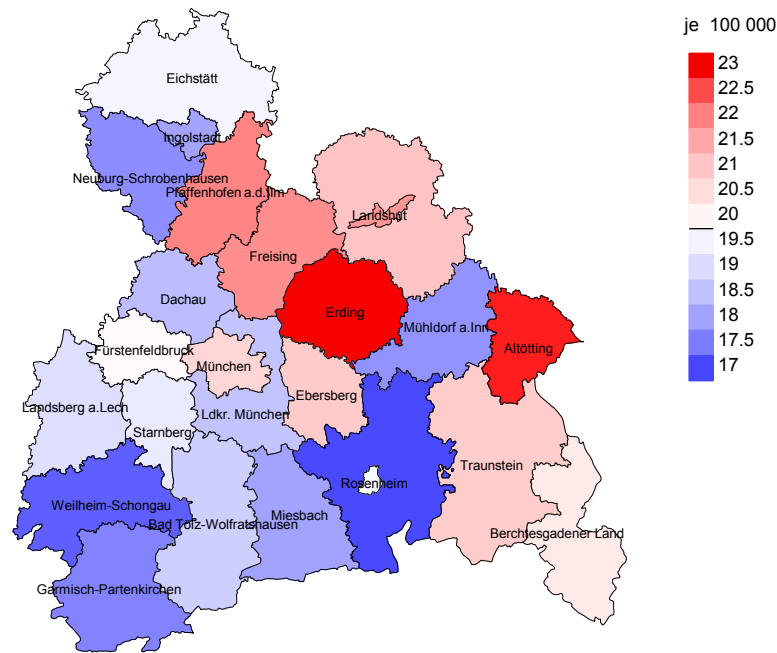 je 100 000
23
22.5
22
21.5
21
20.5
20
19.5
19
18.5
18
17.5
17
Eichstätt
Ingolstadt
Neuburg-Schrobenhausen
Pfaffenhofen a.d.Ilm
Landshut
Freising
Dachau
Erding
Mühldorf a.Inn
Altötting
Fürstenfeldbruck
München
Ebersberg
Landsberg a.Lech
Ldkr. München
Starnberg
Traunstein
Rosenheim
Weilheim-Schongau
Miesbach
Bad Tölz-Wolfratshausen
Berchtesgadener Land
Garmisch-Partenkirchen